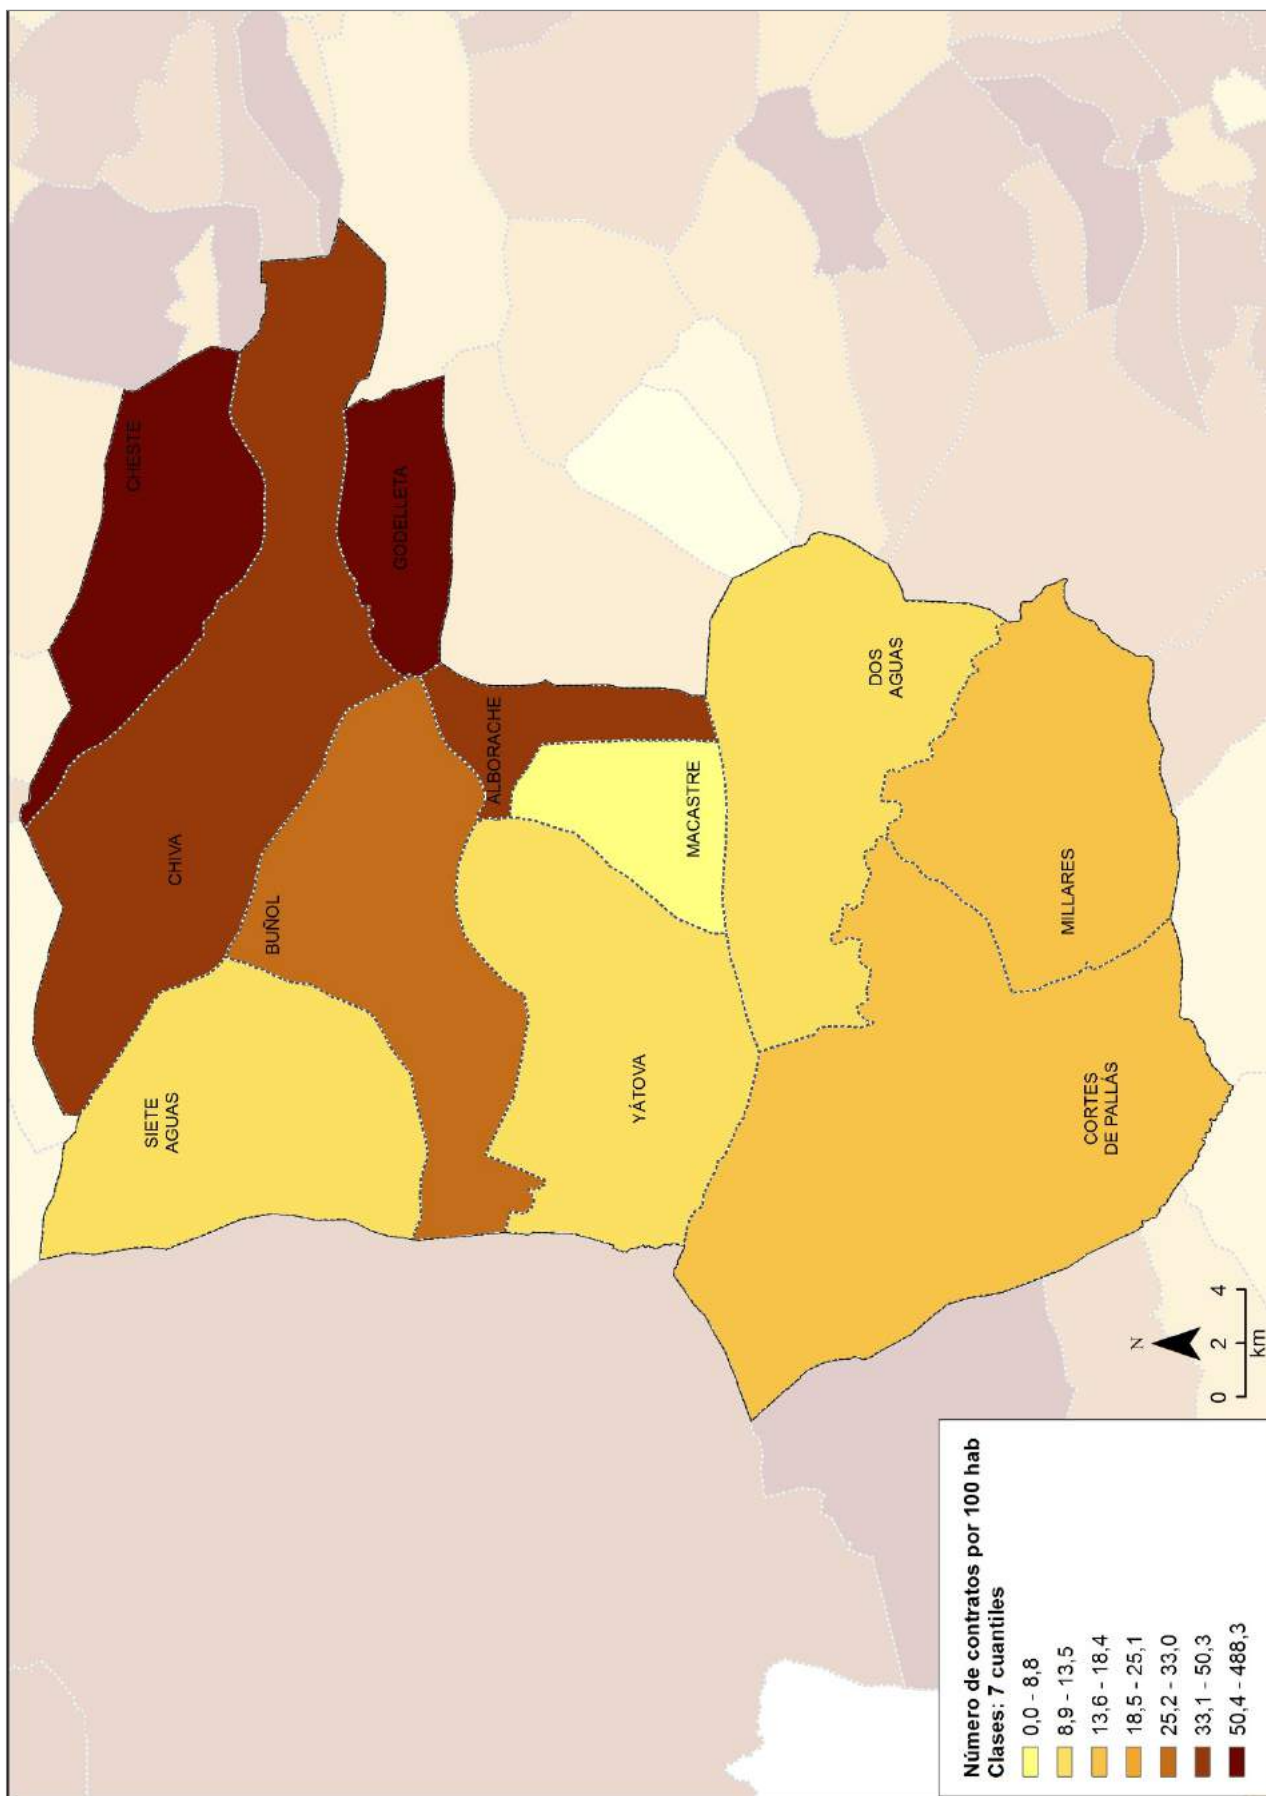 CHESTE
GODELLETA
CHIVA
BUÑOL
ALBORACHE
MACASTRE
DOS
AGUAS
SIETE
AGUAS
YÁTOVA
MILLARES
CORTES
DE PALLÁS
N
0 2 4
km
Número de contratos por 100 hab
Clases: 7 cuantiles
0,0 - 8,8
8,9 - 13,5
13,6 - 18,4
18,5 - 25,1
25,2 - 33,0
33,1 - 50,3
50,4 - 488,3